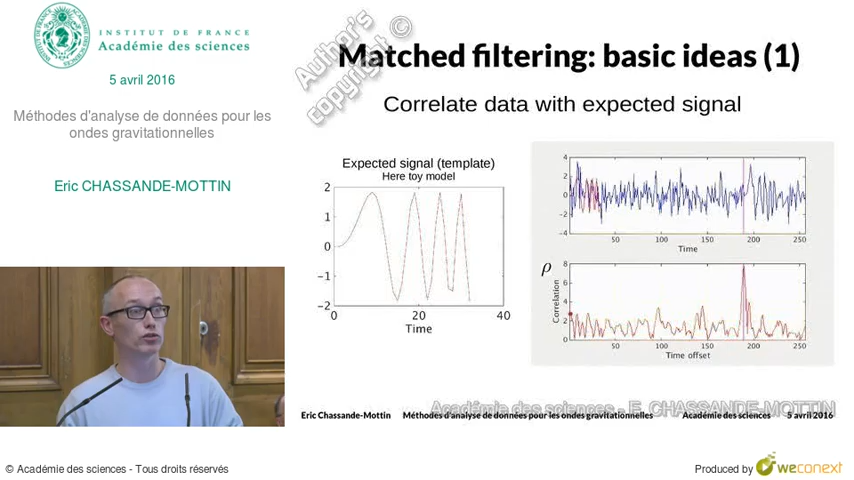 INSTITUT DE FRANCE
Académie des sciences
5 avril 2016
Méthodes d'analyse de données pour les
ondes gravitationnelles
Eric CHASSANDE-MOTTIN
Author's
copyright ©
Matched filtering: basic ideas (1)
Correlate data with expected signal
Expected signal (template)
Here toy model
2
1
0
−1
−2
0
20
40
Time
4
2
0
-2
-4
50
100
150
200
250
Time
ρ
Correlation
8
6
4
2
0
50
100
150
200
250
Time offset
Académie des sciences - E. CHASSANDE-MOTTIN
Eric Chassande-Mottin Méthodes d'analyse de données pour les ondes gravitationnelles Académie des sciences 5 avril 2016
© Académie des sciences - Tous droits réservés
Produced by weconext